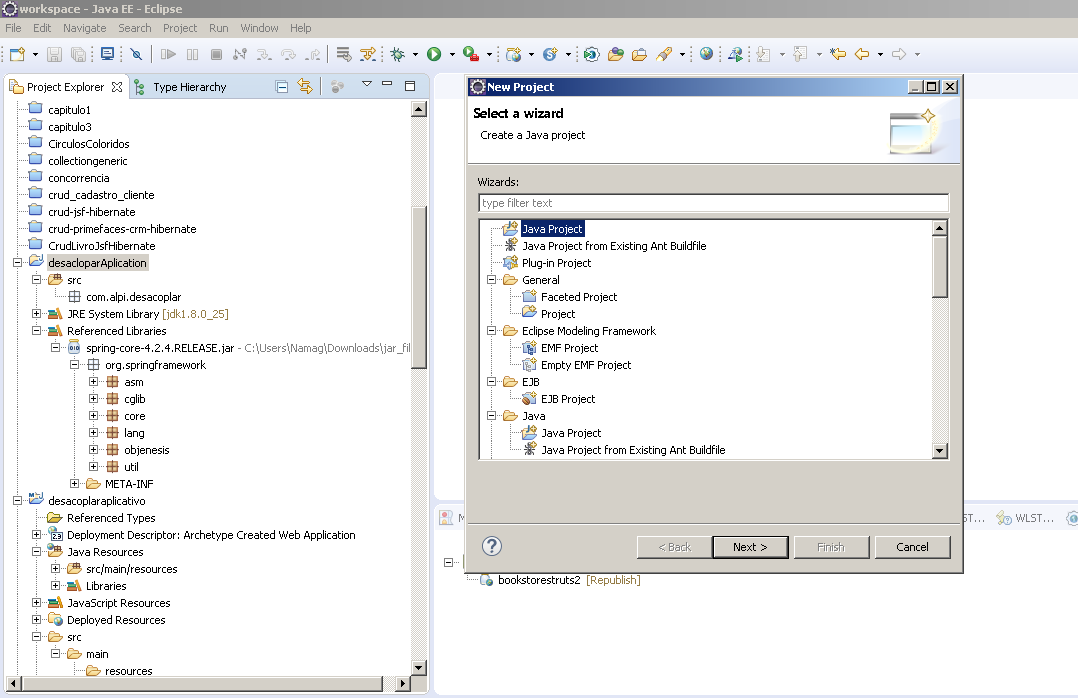 workspace - Java EE - Eclipse
File Edit Navigate Search Project Run Window Help
Project Explorer
Type Hierarchy
capitulo1
capitulo3
CirculosColoridos
collectiongeneric
concorrencia
crud_cadastro_cliente
crud-jsf-hibernate
crud-primefaces-crm-hibernate
CrudLivroJsfHibernate
desacloparAplication
src
com.alpi.desacoplar
JRE System Library [jdk1.8.0_25]
Referenced Libraries
spring-core-4.2.4.RELEASE.jar - C:\Users\Namag\Downloads\jar_fil
org.springframework
asm
cglib
core
lang
objenesis
util
META-INF
desacoplaraplicativo
Referenced Types
Deployment Descriptor: Archetype Created Web Application
Java Resources
src/main/resources
Libraries
JavaScript Resources
Deployed Resources
src
main
resources
New Project
Select a wizard
Create a Java project
Wizards:
type filter text
Java Project
Java Project from Existing Ant Buildfile
Plug-in Project
General
Faceted Project
Project
Eclipse Modeling Framework
EMF Project
Empty EMF Project
EJB
EJB Project
Java
Java Project
Java Project from Existing Ant Buildfile
< Back
Next >
Finish
Cancel
M
ST...
WLST...
bookstorestruts2 [Republish]